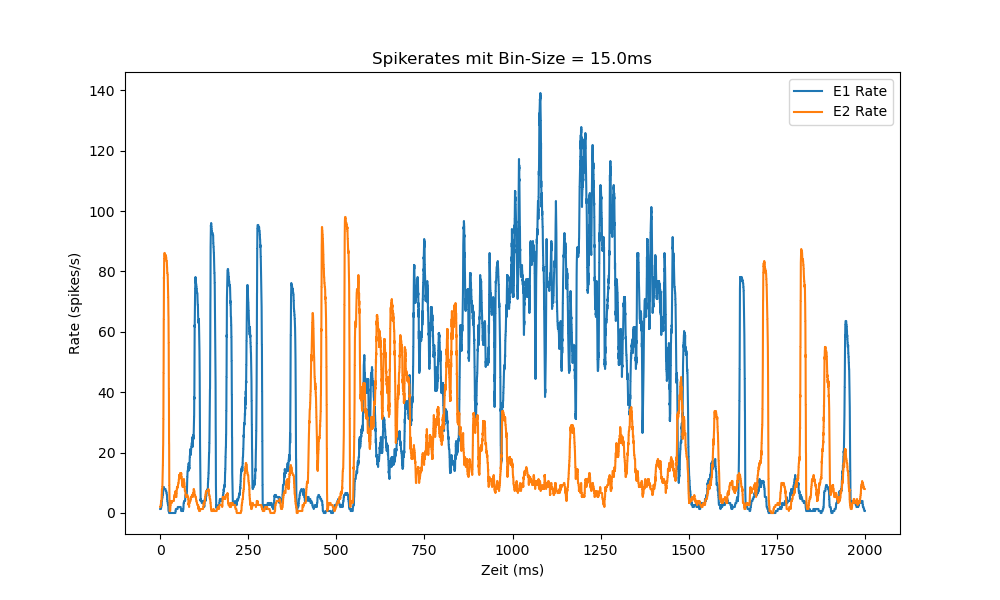 Spikerates mit Bin-Size = 15.0ms
E1 Rate
E2 Rate
Rate (spikes/s)
140
120
100
80
60
40
20
0
0 250 500 750 1000 1250 1500 1750 2000
Zeit (ms)